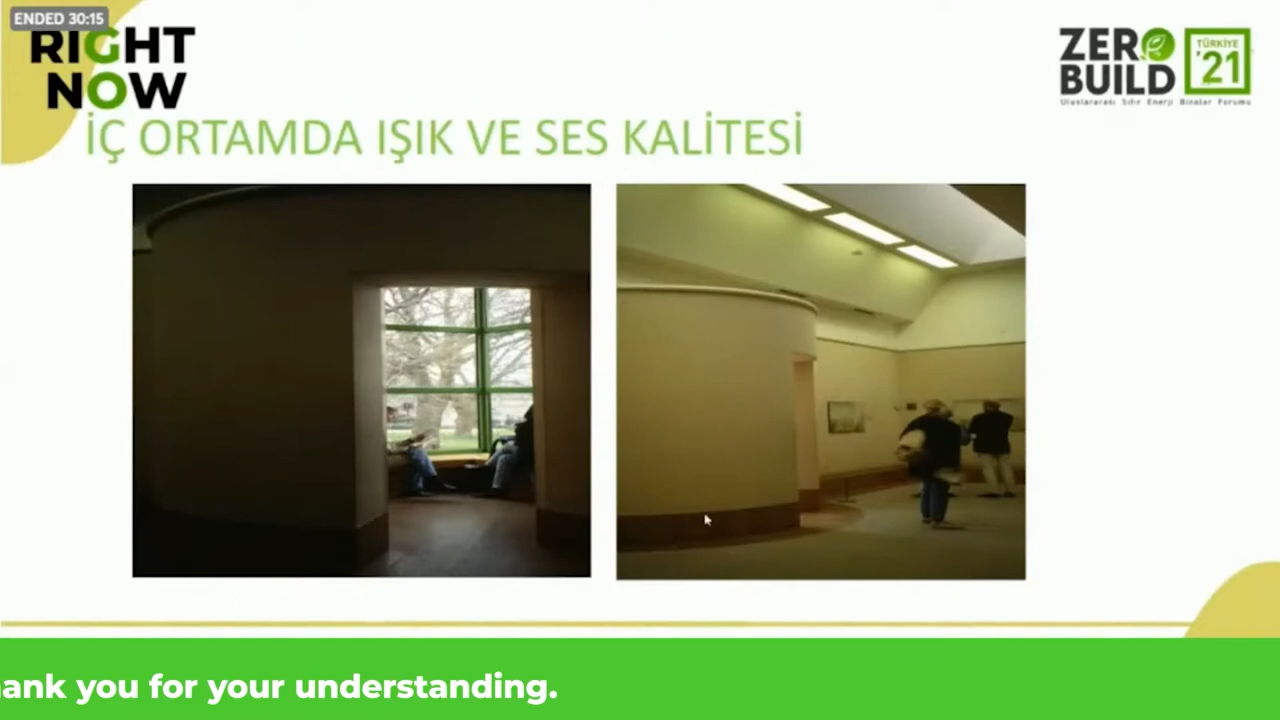 ENDED 30:15
RIGHT
NOW
ZERO
BUILD
TÜRKİYE
'21
Uluslararası Sıfır Enerji Binalar Forumu
İÇ ORTAMDA IŞIK VE SES KALİTESİ
ank you for your understanding.